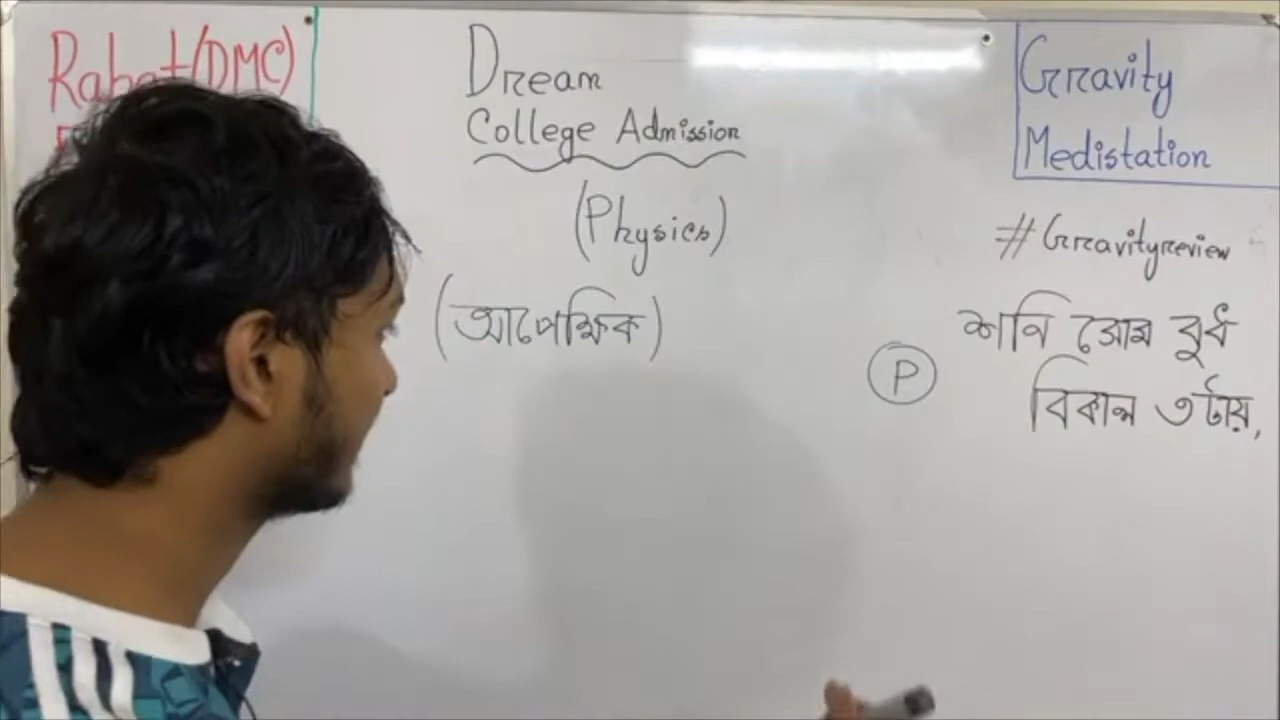 Rabat (DMC)
Dream
College Admission
(Physics)
(আপেক্ষিক)
Gravity
Medistation
#Gravityreview
শনি সোম বুধ
P
বিকাল ৩টায়,